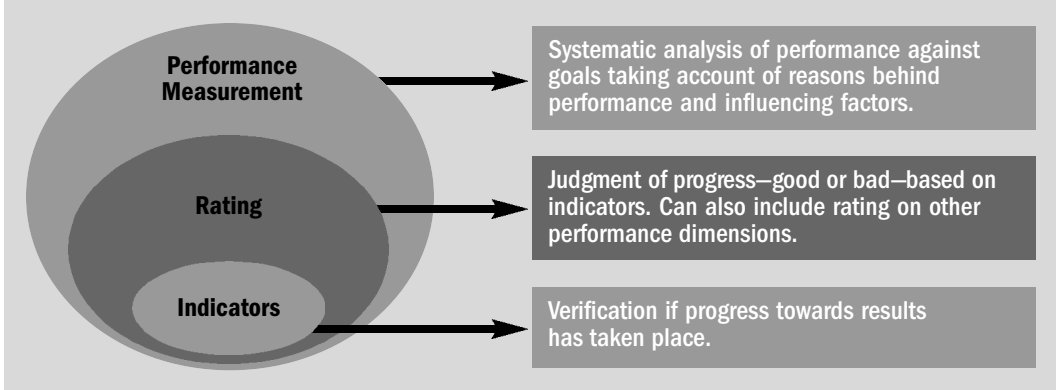 Performance
Measurement
Systematic analysis of performance against
goals taking account of reasons behind
performance and influencing factors.
Rating
Judgment of progress—good or bad—based on
indicators. Can also include rating on other
performance dimensions.
Indicators
Verification if progress towards results
has taken place.